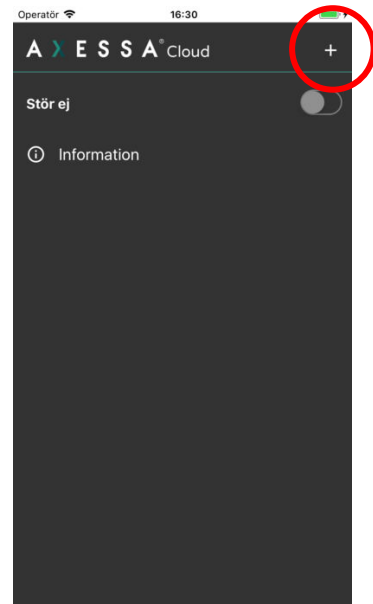 Operatör 16:30
AXESSA® Cloud +
Stör ej
Information